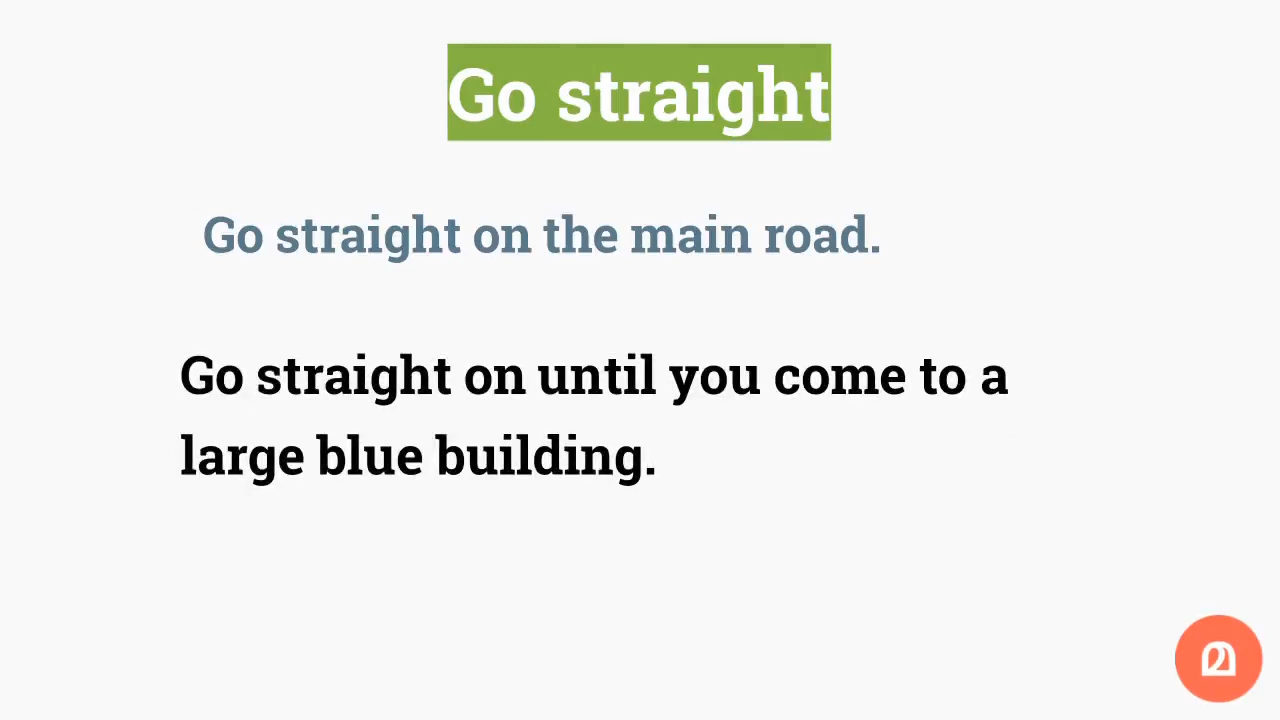 Go straight
Go straight on the main road.
Go straight on until you come to a
large blue building.
മ